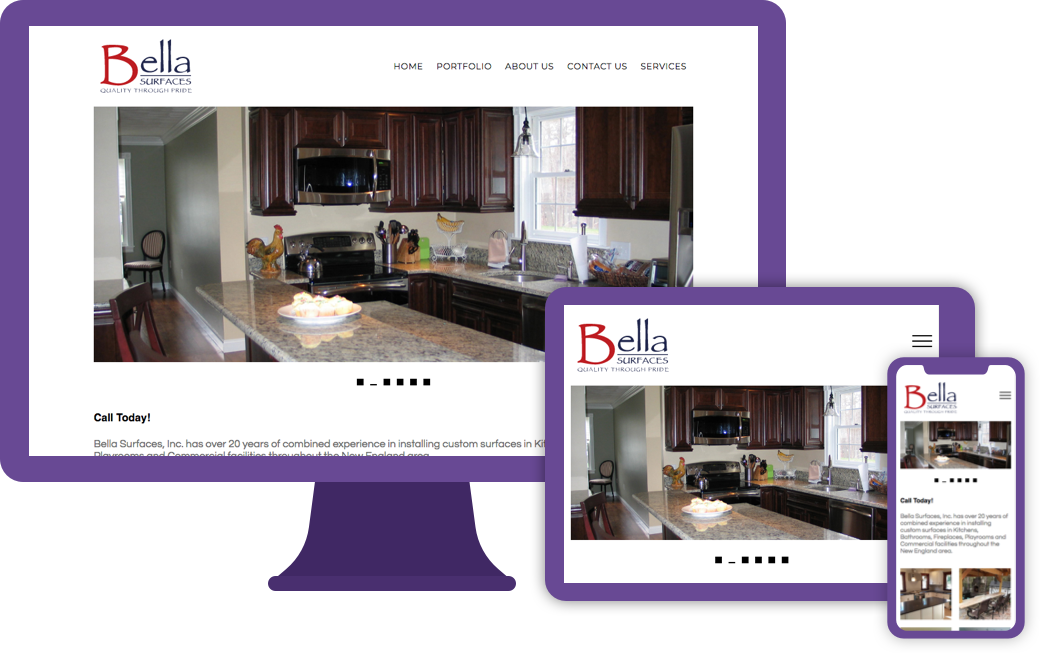 Bella
SURFACES
QUALITY THROUGH PRIDE
HOME PORTFOLIO ABOUT US CONTACT US SERVICES
Call Today!
Bella Surfaces, Inc. has over 20 years of combined experience in installing custom surfaces in
Playrooms and Commercial facilities throughout the New England area.
Bella
SURFACES
QUALITY THROUGH PRIDE
Bella
SURFACES
QUALITY THROUGH PRIDE
Call Today!
Bella Surfaces, Inc. has over 20 years of
combined experience in installing
custom surfaces in Kitchens,
Bathrooms, Fireplaces, Playrooms and
Commercial facilities throughout the
New England area.